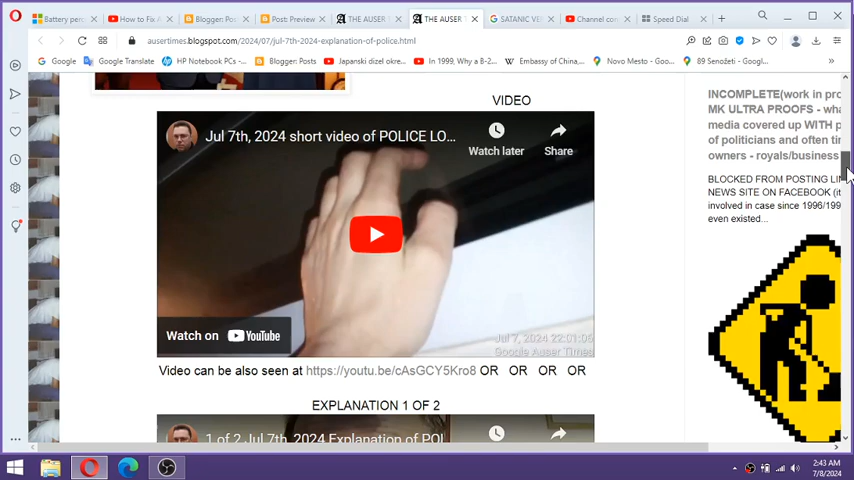 Battery pen
How to Fix A
Blogger: Po
Post: Preview
THE AUSER
THE AUSER T
SATANIC VE
Channel con
Speed Dial
ausertimes.blogspot.com/2024/07/jul-7th-2024-explanation-of-police.html
Google
Google Translate
HP Notebook PCs -...
Blogger: Posts
Japanski dizel okre...
In 1999, Why a B-2...
Embassy of China,...
Novo Mesto – Goo...
89 Šenožeti – Googl...
VIDEO
Jul 7th, 2024 short video of POLICE LO...
Watch later
Share
Watch on YouTube
Jul 7, 2024 22:01:06
Google Auser Times
Video can be also seen at https://youtu.be/cAsGCY5Kro8 OR OR OR OR
EXPLANATION 1 OF 2
1 of 2 Jul 7th, 2024 Explanation of POL
INCOMPLETE(work in pro
MK ULTRA PROOFS - wha
media covered up WITH p
of politicians and often tin
owners - royals/business
BLOCKED FROM POSTING LIN
NEWS SITE ON FACEBOOK (it
involved in case since 1996/199
even existed...
2:43 AM
7/8/2024